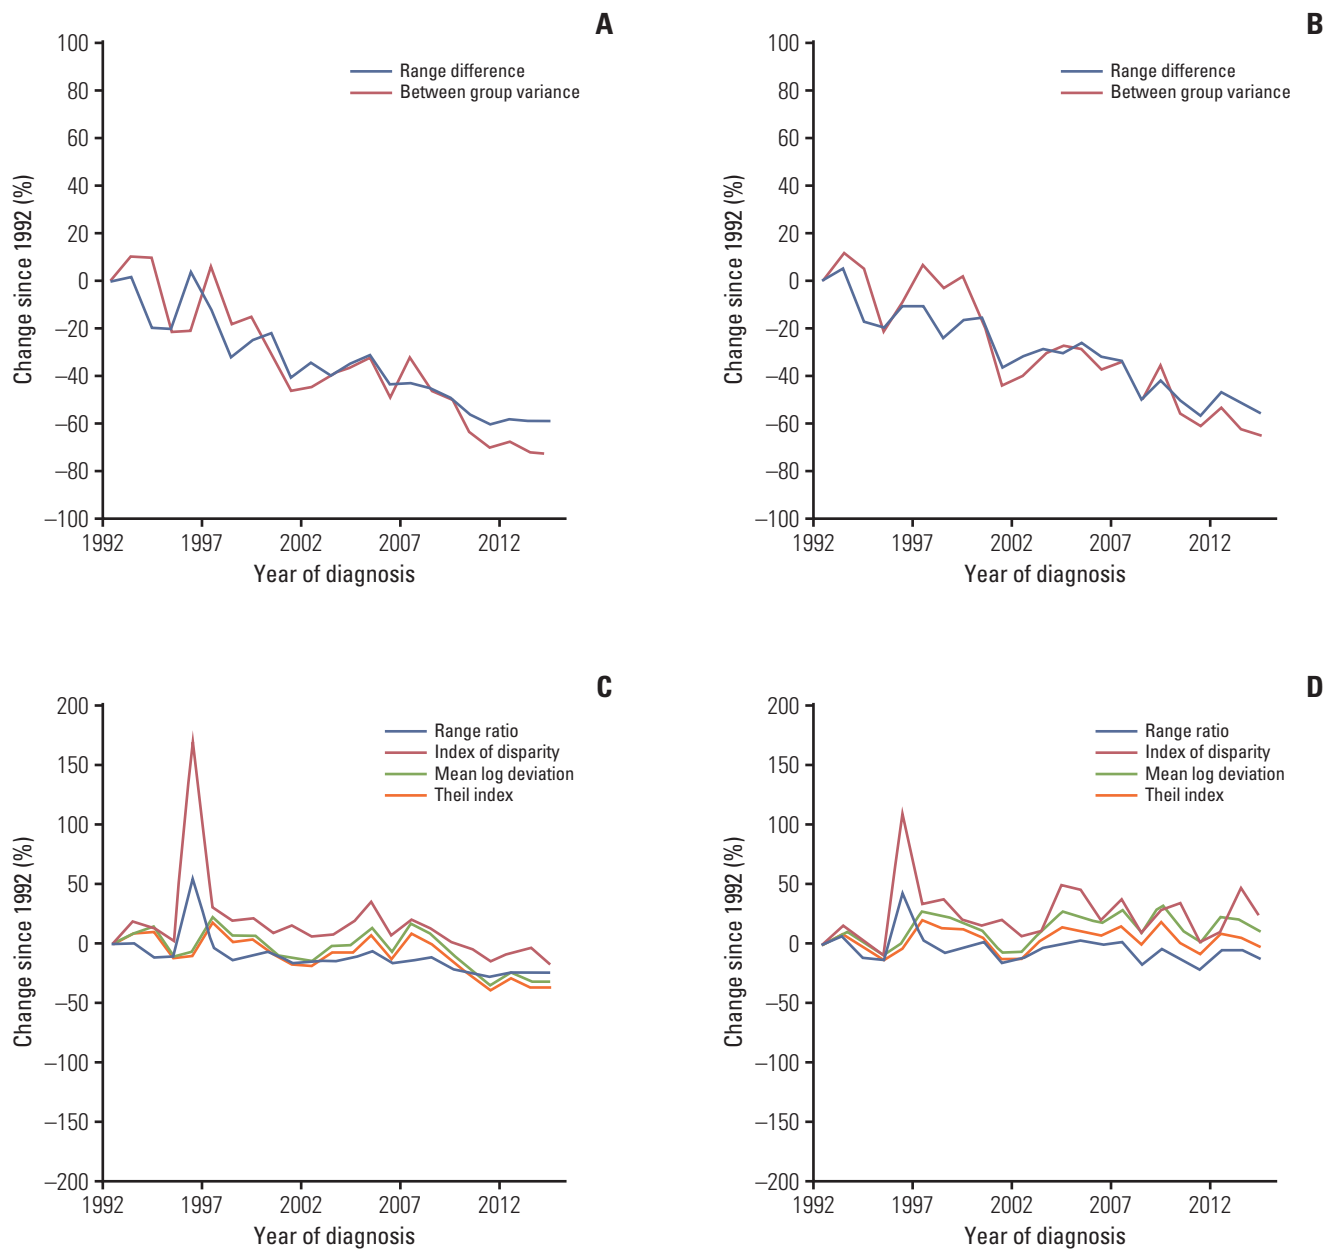 A
100
80
60
40
20
0
–20
–40
–60
–80
–100
Change since 1992 (%)
Range difference
Between group variance
1992 1997 2002 2007 2012
Year of diagnosis
B
100
80
60
40
20
0
–20
–40
–60
–80
–100
Change since 1992 (%)
Range difference
Between group variance
1992 1997 2002 2007 2012
Year of diagnosis
C
200
150
100
50
0
–50
–100
–150
–200
Change since 1992 (%)
Range ratio
Index of disparity
Mean log deviation
Theil index
1992 1997 2002 2007 2012
Year of diagnosis
D
200
150
100
50
0
–50
–100
–150
–200
Change since 1992 (%)
Range ratio
Index of disparity
Mean log deviation
Theil index
1992 1997 2002 2007 2012
Year of diagnosis